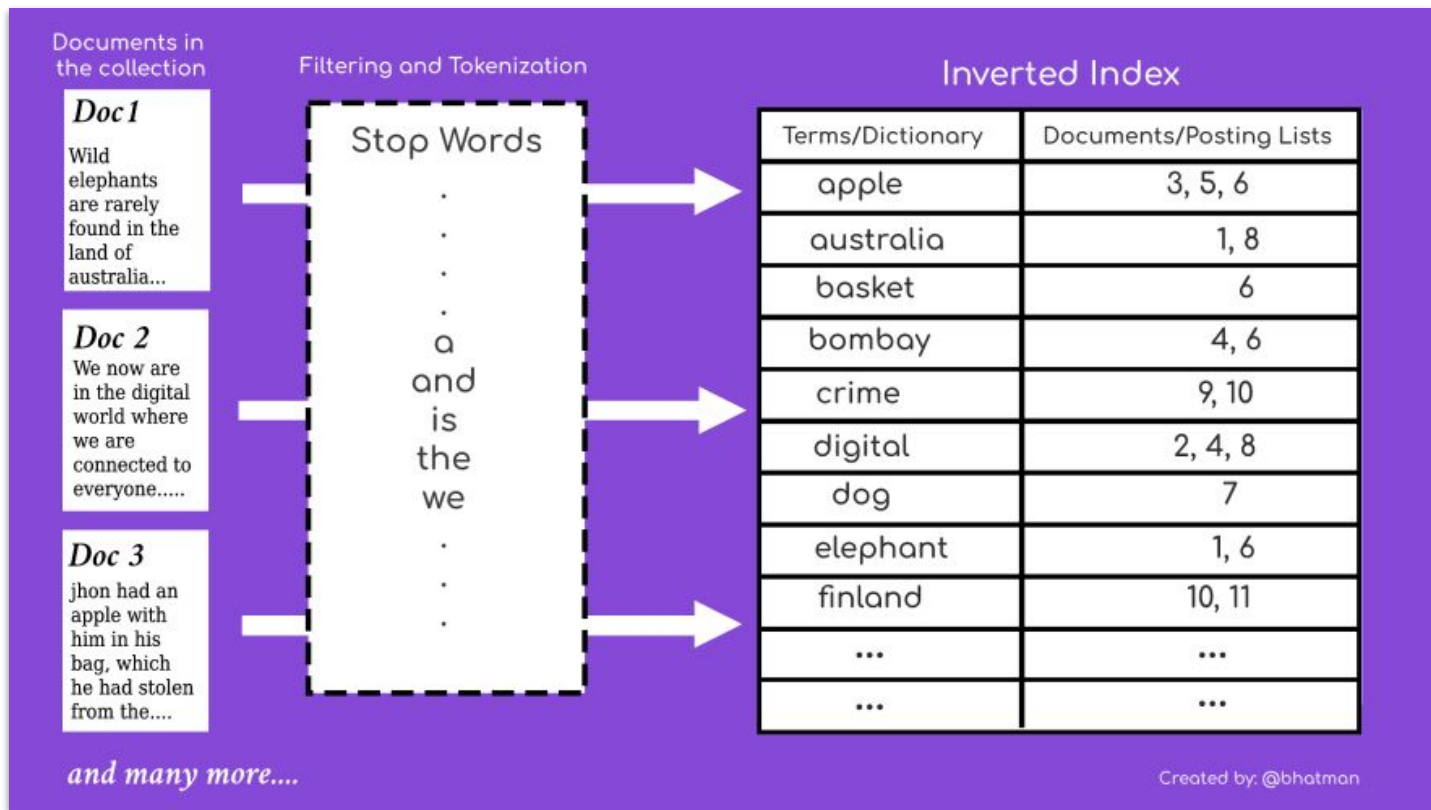 Documents in
the collection
Doc1
Wild
elephants
are rarely
found in the
land of
australia...
Doc 2
We now are
in the digital
world where
we are
connected to
everyone.....
Doc 3
jhon had an
apple with
him in his
bag, which
he had stolen
from the....
and many more....
Filtering and Tokenization
Stop Words
.
.
.
.
a
and
is
the
we
.
.
.
Inverted Index
Terms/Dictionary Documents/Posting Lists
apple 3, 5, 6
australia 1, 8
basket 6
bombay 4, 6
crime 9, 10
digital 2, 4, 8
dog 7
elephant 1, 6
finland 10, 11
... ...
... ...
Created by: @bhatman